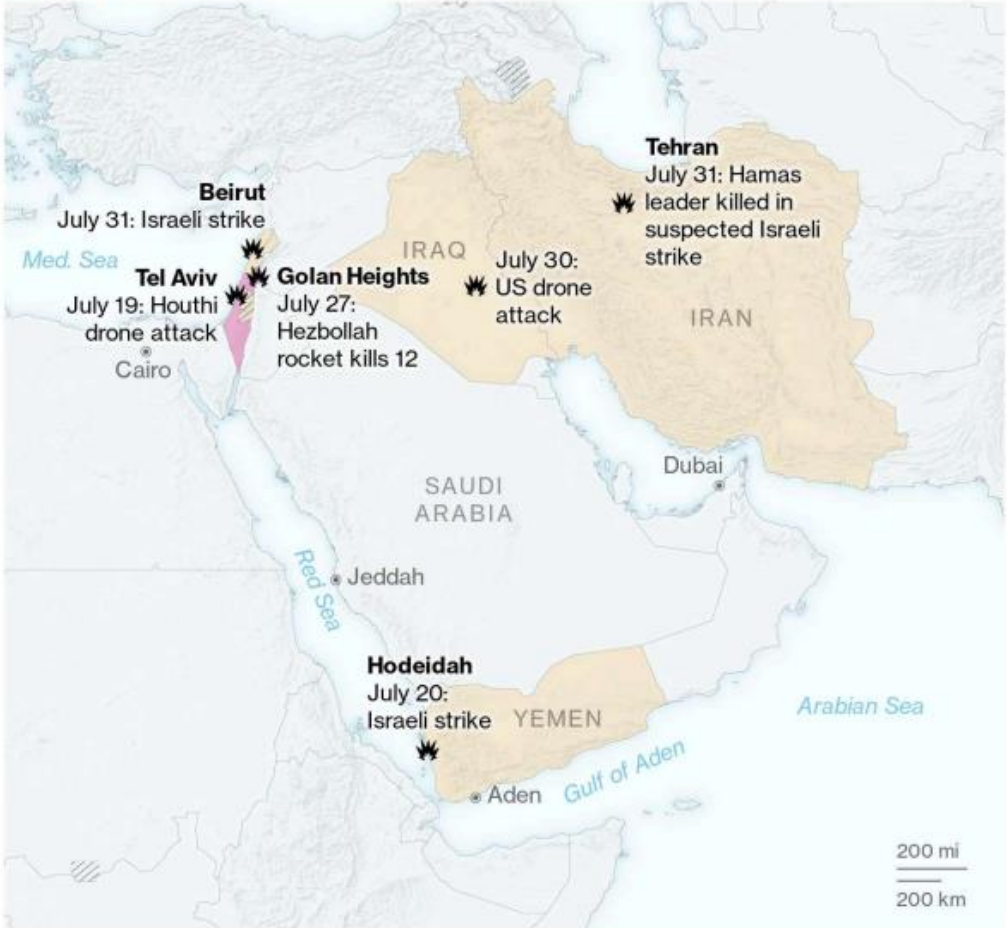 Tehran
July 31: Hamas
leader killed in
suspected Israeli
strike
Beirut
July 31: Israeli strike
Med. Sea
IRAQ
July 30:
US drone
attack
Tel Aviv
July 19: Houthi
drone attack
Golan Heights
July 27:
Hezbollah
rocket kills 12
IRAN
Cairo
Dubai
SAUDI
ARABIA
Red Sea
Jeddah
Hodeidah
July 20:
Israeli strike
YEMEN
Arabian Sea
Gulf of Aden
Aden
200 mi
200 km